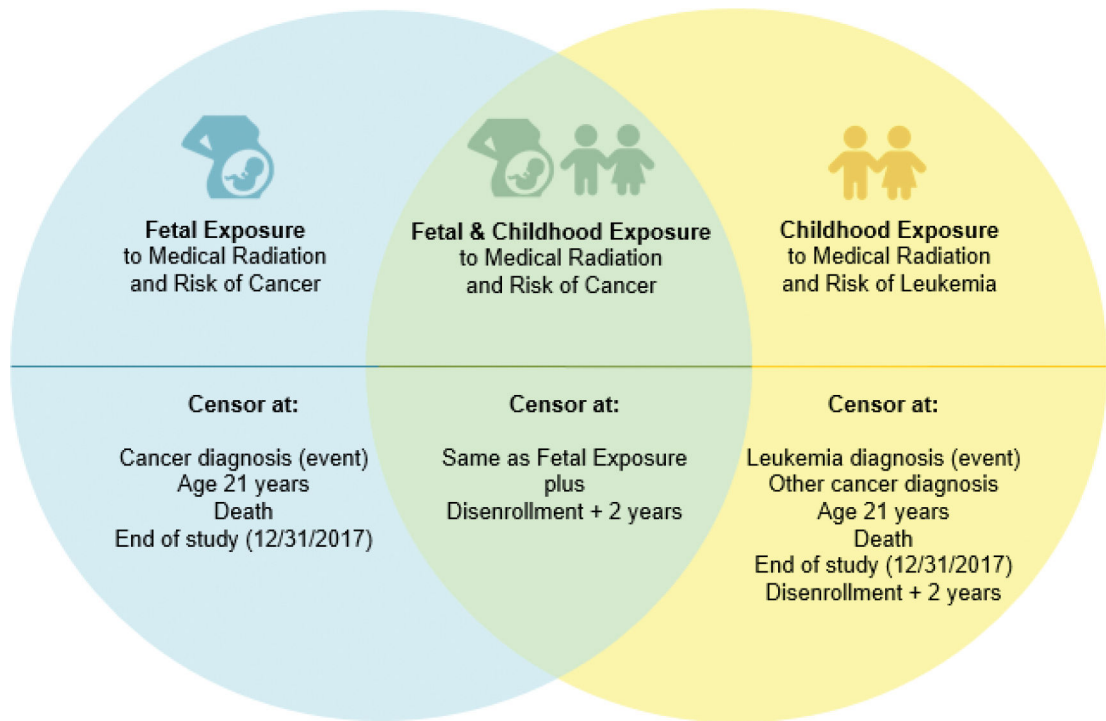 Fetal Exposure
to Medical Radiation
and Risk of Cancer
Fetal & Childhood Exposure
to Medical Radiation
and Risk of Cancer
Childhood Exposure
to Medical Radiation
and Risk of Leukemia
Censor at:
Cancer diagnosis (event)
Age 21 years
Death
End of study (12/31/2017)
Censor at:
Same as Fetal Exposure
plus
Disenrollment + 2 years
Censor at:
Leukemia diagnosis (event)
Other cancer diagnosis
Age 21 years
Death
End of study (12/31/2017)
Disenrollment + 2 years